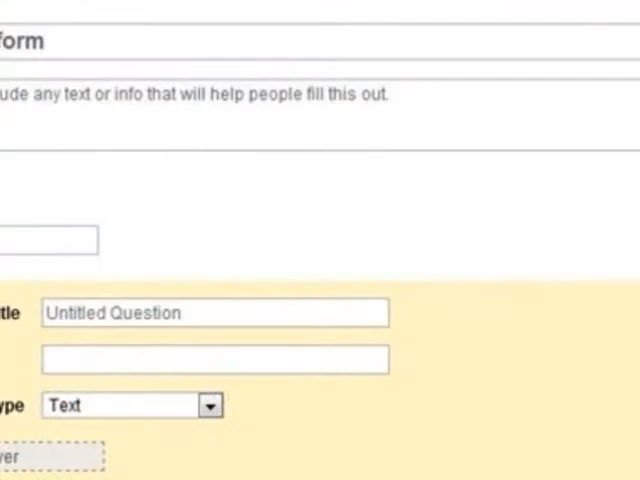 form
ude any text or info that will help people fill this out.
tle Untitled Question
ype Text
ver